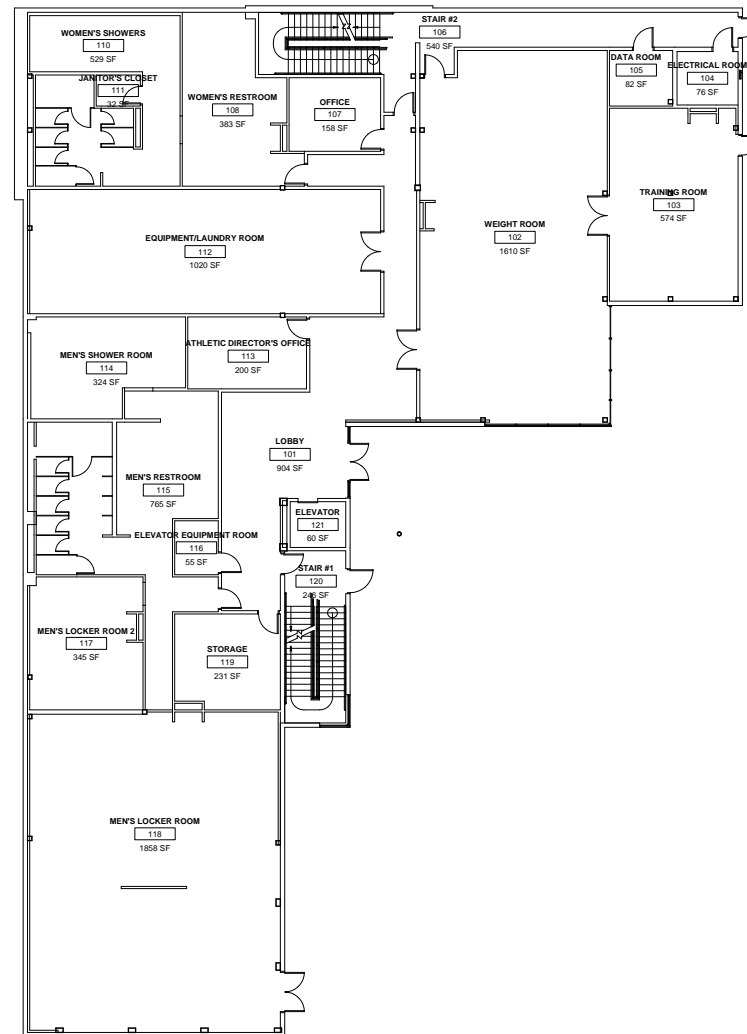 STAIR #2
106
540 SF
WOMEN'S SHOWERS
110
529 SF
JANITOR'S CLOSET
111
32 SF
WOMEN'S RESTROOM
108
383 SF
OFFICE
107
158 SF
DATA ROOM
105
82 SF
ELECTRICAL ROOM
104
76 SF
TRAINING ROOM
103
574 SF
WEIGHT ROOM
102
1610 SF
EQUIPMENT/LAUNDRY ROOM
112
1020 SF
ATHLETIC DIRECTOR'S OFFICE
113
200 SF
MEN'S SHOWER ROOM
114
324 SF
LOBBY
101
904 SF
MEN'S RESTROOM
115
765 SF
ELEVATOR
121
60 SF
ELEVATOR EQUIPMENT ROOM
116
55 SF
STAIR #1
120
246 SF
MEN'S LOCKER ROOM 2
117
345 SF
STORAGE
119
231 SF
MEN'S LOCKER ROOM
118
1858 SF